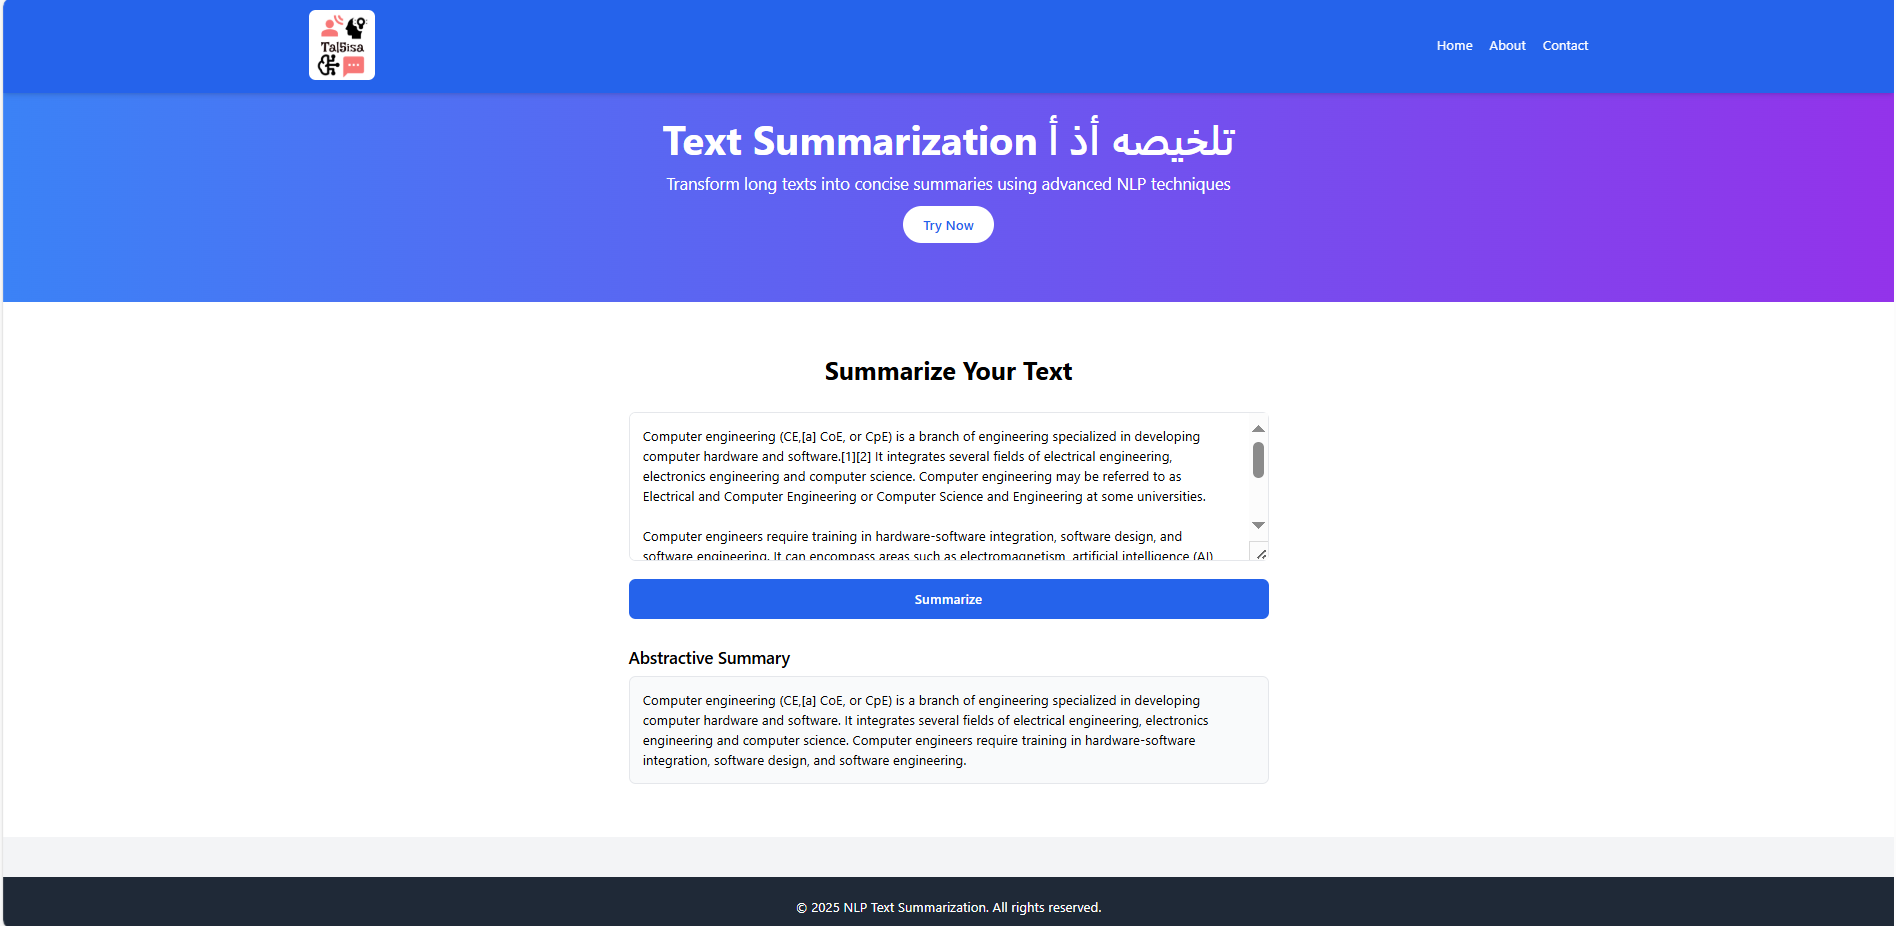 Tal5isa
Home About Contact
Text Summarization تلخيصه أذ أ
Transform long texts into concise summaries using advanced NLP techniques
Try Now
Summarize Your Text
Computer engineering (CE,[a] CoE, or CpE) is a branch of engineering specialized in developing
computer hardware and software.[1][2] It integrates several fields of electrical engineering,
electronics engineering and computer science. Computer engineering may be referred to as
Electrical and Computer Engineering or Computer Science and Engineering at some universities.
Computer engineers require training in hardware-software integration, software design, and
software engineering. It can encompass areas such as electromagnetism, artificial intelligence (AI)
Summarize
Abstractive Summary
Computer engineering (CE,[a] CoE, or CpE) is a branch of engineering specialized in developing
computer hardware and software. It integrates several fields of electrical engineering, electronics
engineering and computer science. Computer engineers require training in hardware-software
integration, software design, and software engineering.
© 2025 NLP Text Summarization. All rights reserved.